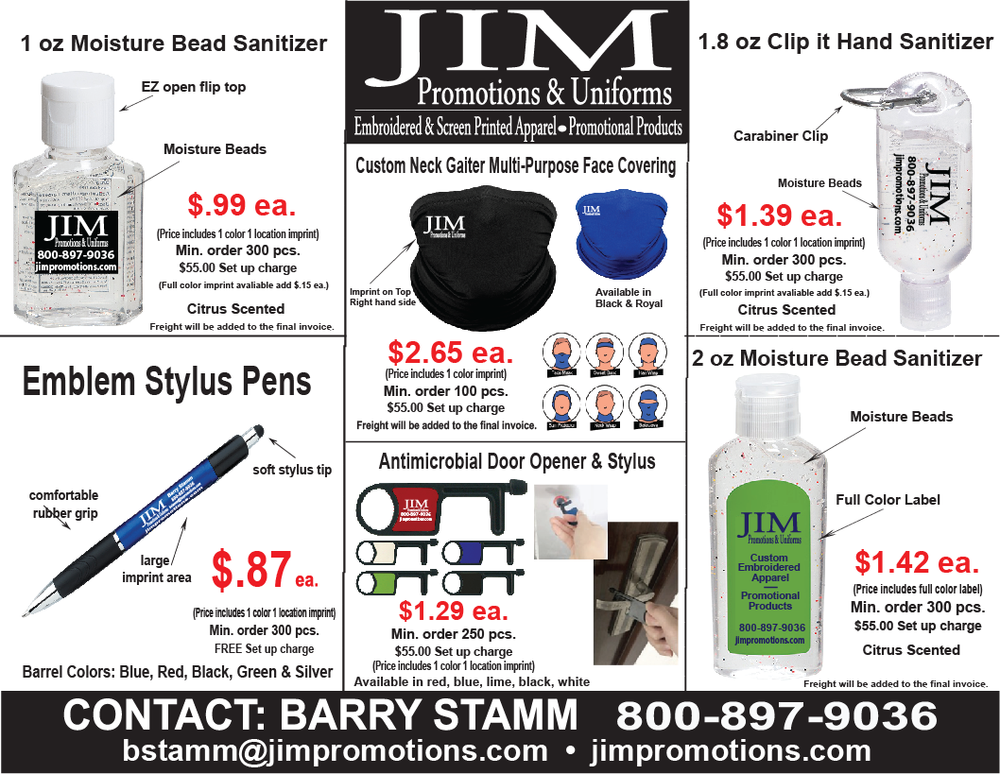 1 oz Moisture Bead Sanitizer
EZ open flip top
Moisture Beads
JIM
Promotions & Uniforms
800-897-9036
jimpromotions.com
$.99 ea.
(Price includes 1 color 1 location imprint)
Min. order 300 pcs.
$55.00 Set up charge
(Full color imprint avaliable add $.15 ea.)
Citrus Scented
Freight will be added to the final invoice.
Emblem Stylus Pens
soft stylus tip
comfortable
rubber grip
JIM
Barry Stamm
800-897-9036
large
imprint area
$.87 ea.
(Price includes 1 color 1 location imprint)
Min. order 300 pcs.
FREE Set up charge
Barrel Colors: Blue, Red, Black, Green & Silver
JIM
Promotions & Uniforms
Embroidered & Screen Printed Apparel • Promotional Products
Custom Neck Gaiter Multi-Purpose Face Covering
JIM
Promotions & Uniforms
JIM
Imprint on Top
Right hand side
Available in
Black & Royal
$2.65 ea.
(Price includes 1 color imprint)
Min. order 100 pcs.
$55.00 Set up charge
Freight will be added to the final invoice.
Face Mask
Sweat Band
Hair Wrap
Sun Protector
Neck Wrap
Balaclava
Antimicrobial Door Opener & Stylus
JIM
800-897-9036
jimpromotions.com
$1.29 ea.
Min. order 250 pcs.
$55.00 Set up charge
(Price includes 1 color 1 location imprint)
Available in red, blue, lime, black, white
1.8 oz Clip it Hand Sanitizer
Carabiner Clip
Moisture Beads
JIM
Promotions & Uniforms
800-897-9036
jimpromotions.com
$1.39 ea.
(Price includes 1 color 1 location imprint)
Min. order 300 pcs.
$55.00 Set up charge
(Full color imprint avaliable add $.15 ea.)
Citrus Scented
Freight will be added to the final invoice.
2 oz Moisture Bead Sanitizer
Moisture Beads
Full Color Label
JIM
Promotions & Uniforms
Custom
Embroidered
Apparel
Promotional
Products
800-897-9036
jimpromotions.com
$1.42 ea.
(Price includes full color label)
Min. order 300 pcs.
$55.00 Set up charge
Citrus Scented
Freight will be added to the final invoice.
CONTACT: BARRY STAMM 800-897-9036
bstamm@jimpromotions.com • jimpromotions.com